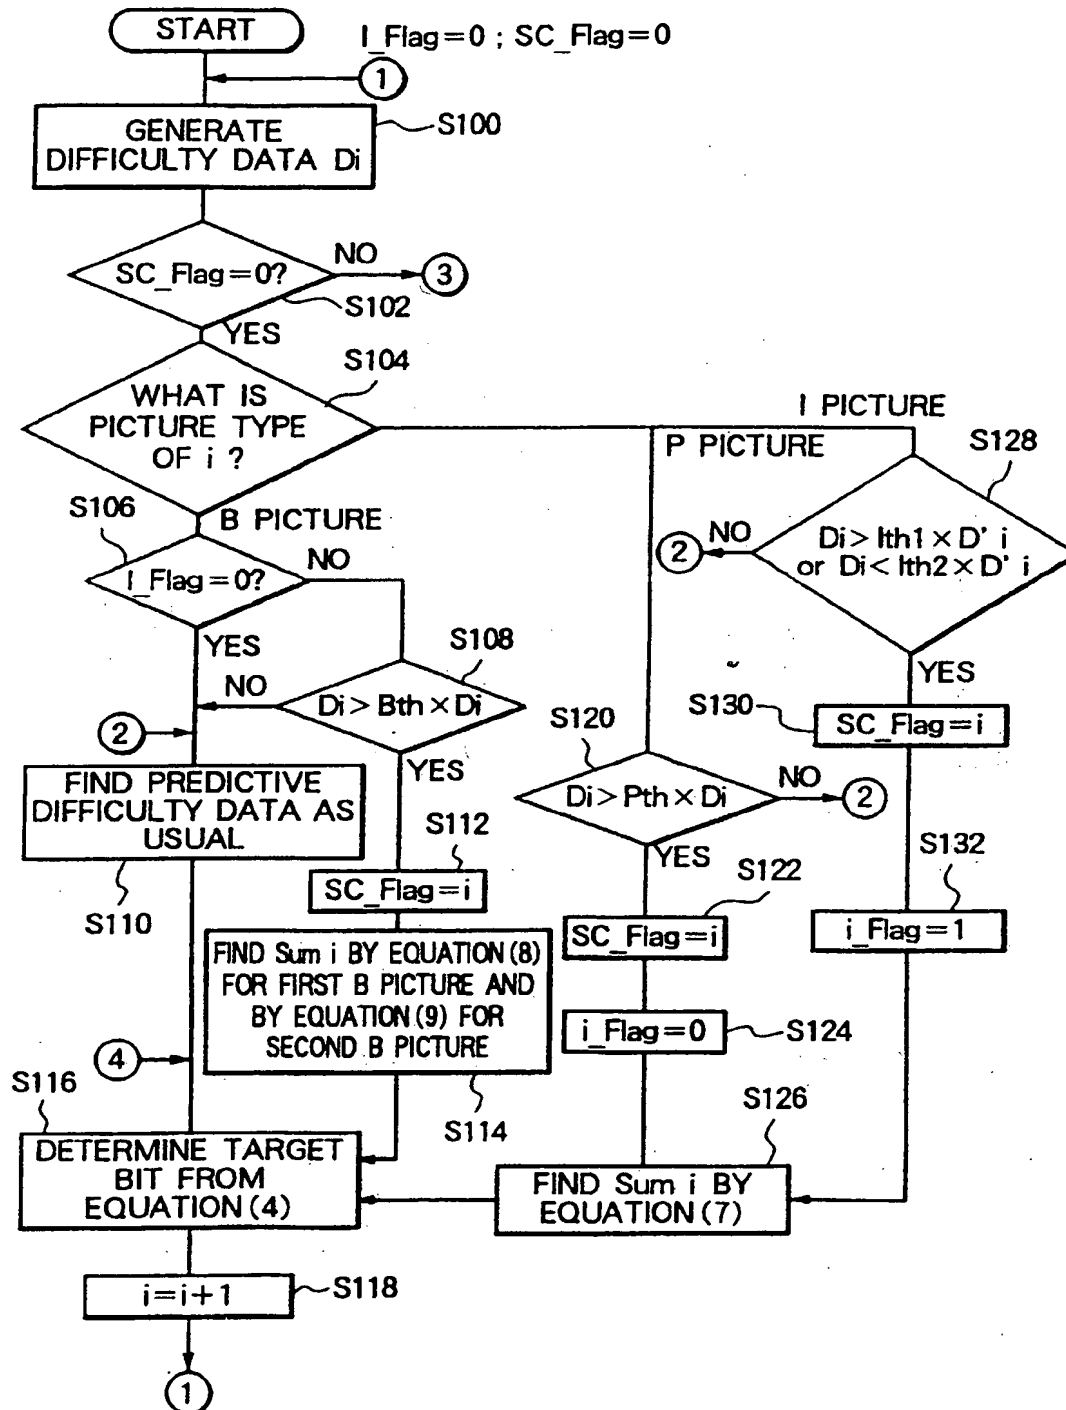 START
I_Flag=0 ; SC_Flag=0
1
GENERATE
DIFFICULTY DATA Di
S100
SC_Flag=0?
NO
3
S102
YES
S104
WHAT IS
PICTURE TYPE
OF i ?
I PICTURE
P PICTURE
S128
S106
B PICTURE
I_Flag=0?
NO
2
NO
Di > Ith1 × D' i
or Di < Ith2 × D' i
YES
S108
YES
NO
Di > Bth × Di
S130
SC_Flag=i
2
S120
YES
FIND PREDICTIVE
DIFFICULTY DATA AS
USUAL
Di > Pth × Di
NO
2
S112
YES
S132
S110
SC_Flag=i
S122
SC_Flag=i
i_Flag=1
FIND Sum i BY EQUATION (8)
FOR FIRST B PICTURE AND
BY EQUATION (9) FOR
SECOND B PICTURE
i_Flag=0
S124
4
S116
S114
S126
DETERMINE TARGET
BIT FROM
EQUATION (4)
FIND Sum i BY
EQUATION (7)
i=i+1
S118
1